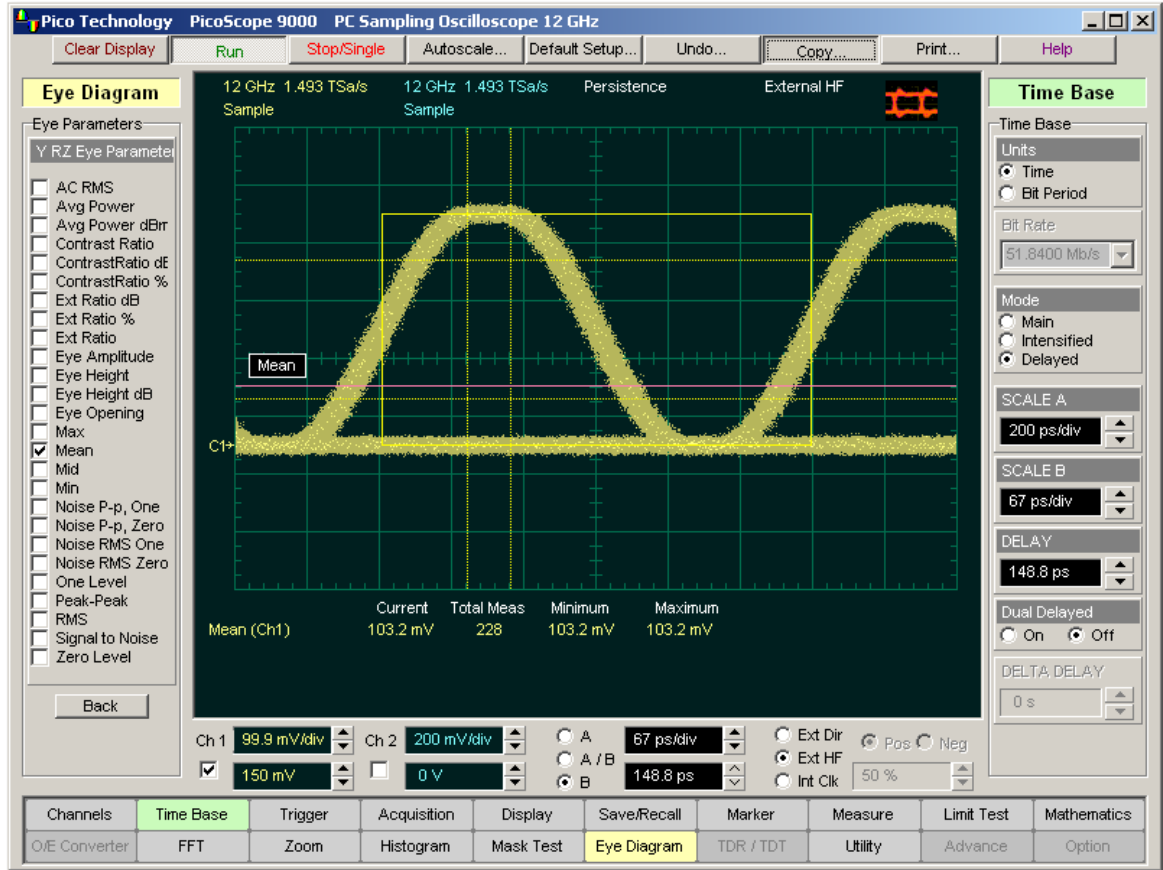 Pico Technology PicoScope 9000 PC Sampling Oscilloscope 12 GHz
Clear Display Run Stop/Single Autoscale... Default Setup... Undo... Copy.... Print... Help
Eye Diagram
Eye Parameters
Y RZ Eye Parameter
AC RMS
Avg Power
Avg Power dBm
Contrast Ratio
ContrastRatio dB
ContrastRatio %
Ext Ratio dB
Ext Ratio %
Ext Ratio
Eye Amplitude
Eye Height
Eye Height dB
Eye Opening
Max
Mean
Mid
Min
Noise P-p, One
Noise P-p, Zero
Noise RMS One
Noise RMS Zero
One Level
Peak-Peak
RMS
Signal to Noise
Zero Level
Back
12 GHz 1.493 TSa/s 12 GHz 1.493 TSa/s Persistence External HF
Sample Sample
Mean
C1
Current Total Meas Minimum Maximum
Mean (Ch1) 103.2 mV 228 103.2 mV 103.2 mV
Time Base
Time Base
Units
Time
Bit Period
Bit Rate
51.8400 Mb/s
Mode
Main
Intensified
Delayed
SCALE A
200 ps/div
SCALE B
67 ps/div
DELAY
148.8 ps
Dual Delayed
On Off
DELTA DELAY
0 s
Ch 1 99.9 mV/div Ch 2 200 mV/div A 67 ps/div Ext Dir Pos Neg
A / B Ext HF
150 mV 0 V B 148.8 ps Int Clk 50 %
Channels Time Base Trigger Acquisition Display Save/Recall Marker Measure Limit Test Mathematics
O/E Converter FFT Zoom Histogram Mask Test Eye Diagram TDR / TDT Utility Advance Option